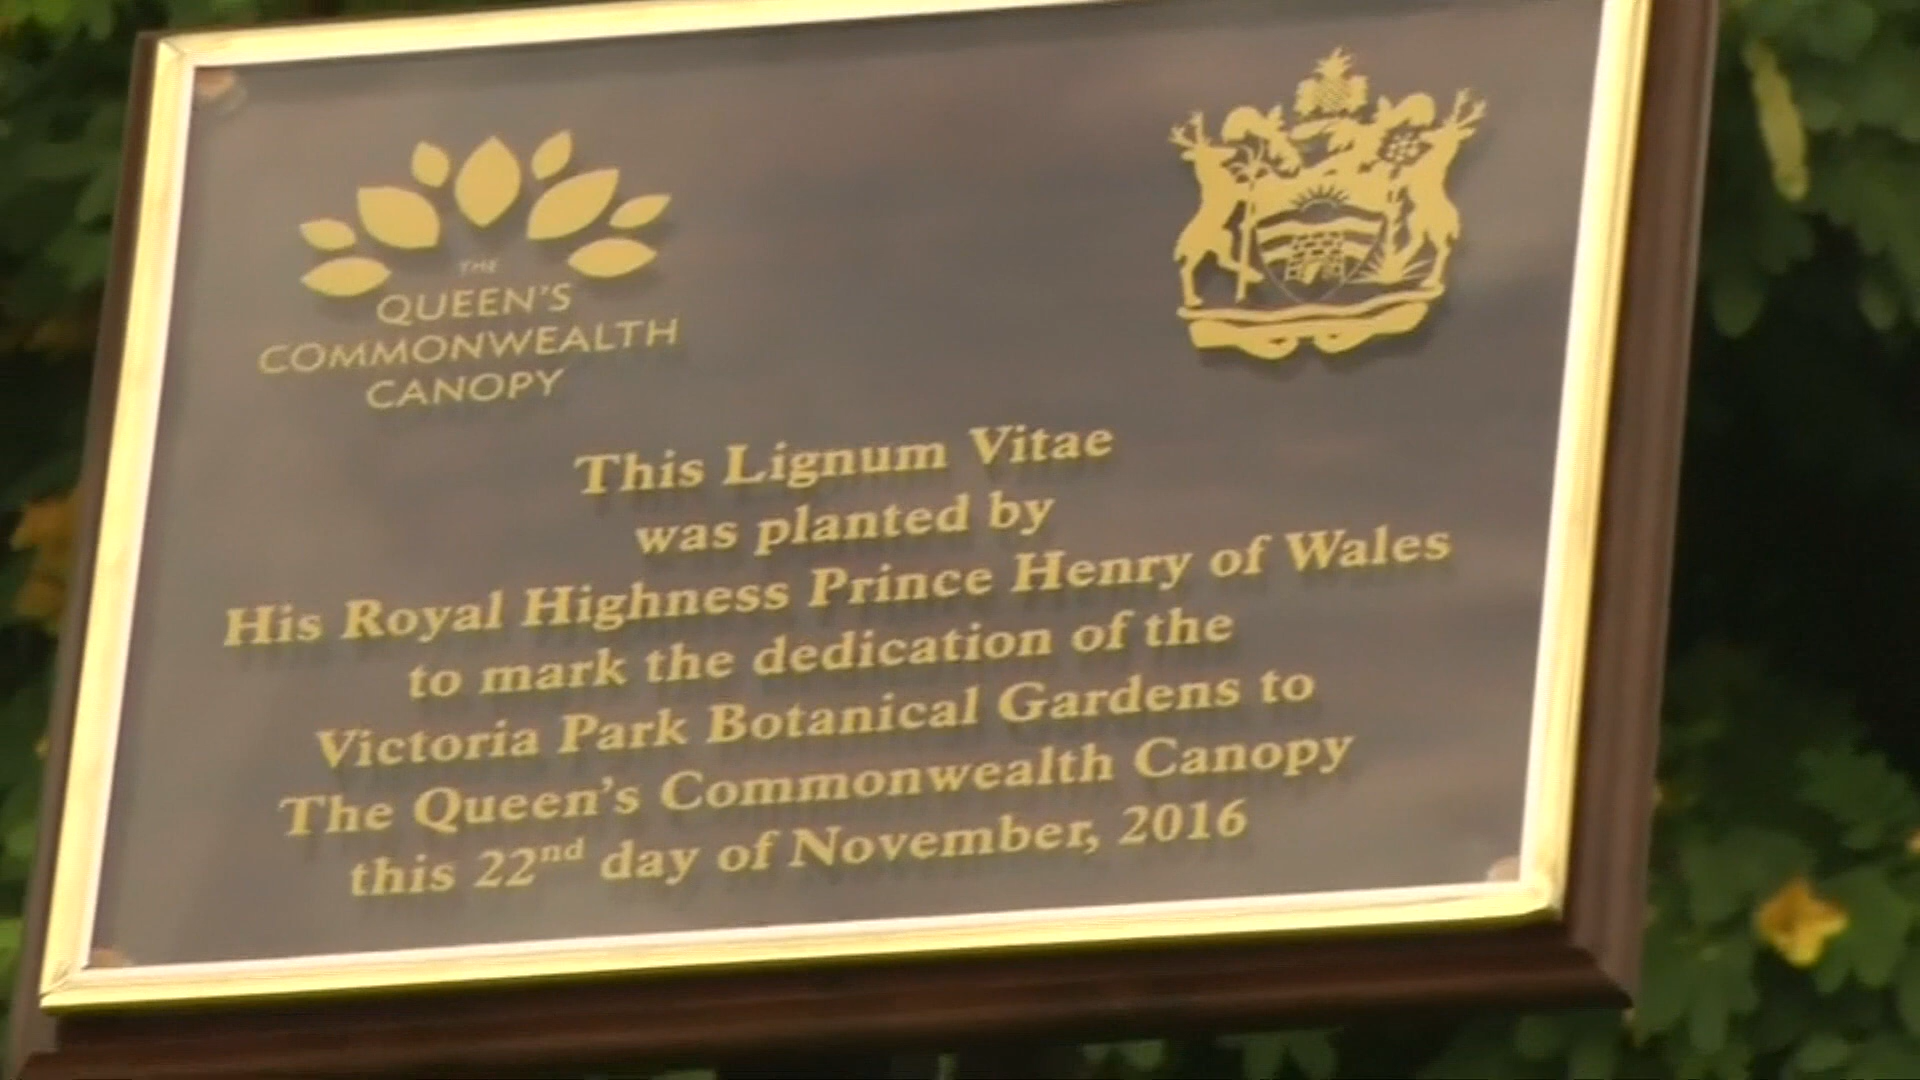 THE
QUEEN'S
COMMONWEALTH
CANOPY
This Lignum Vitae
was planted by
His Royal Highness Prince Henry of Wales
to mark the dedication of the
Victoria Park Botanical Gardens to
The Queen's Commonwealth Canopy
this 22nd day of November, 2016